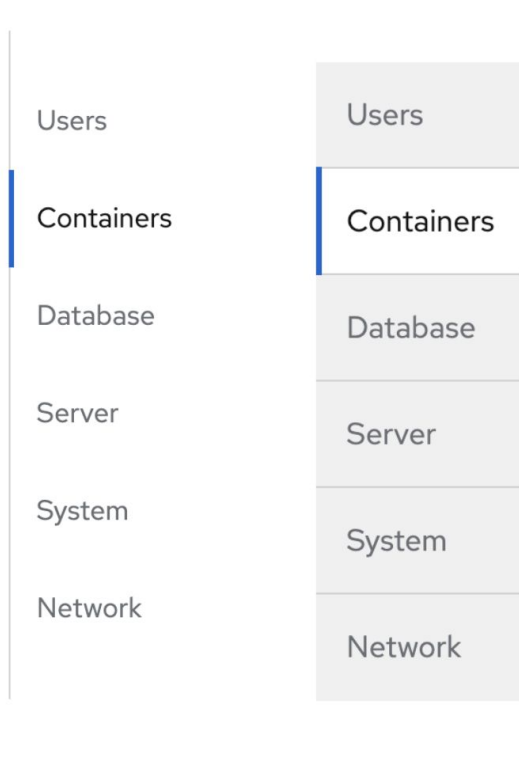 Users
Containers
Database
Server
System
Network
Users
Containers
Database
Server
System
Network